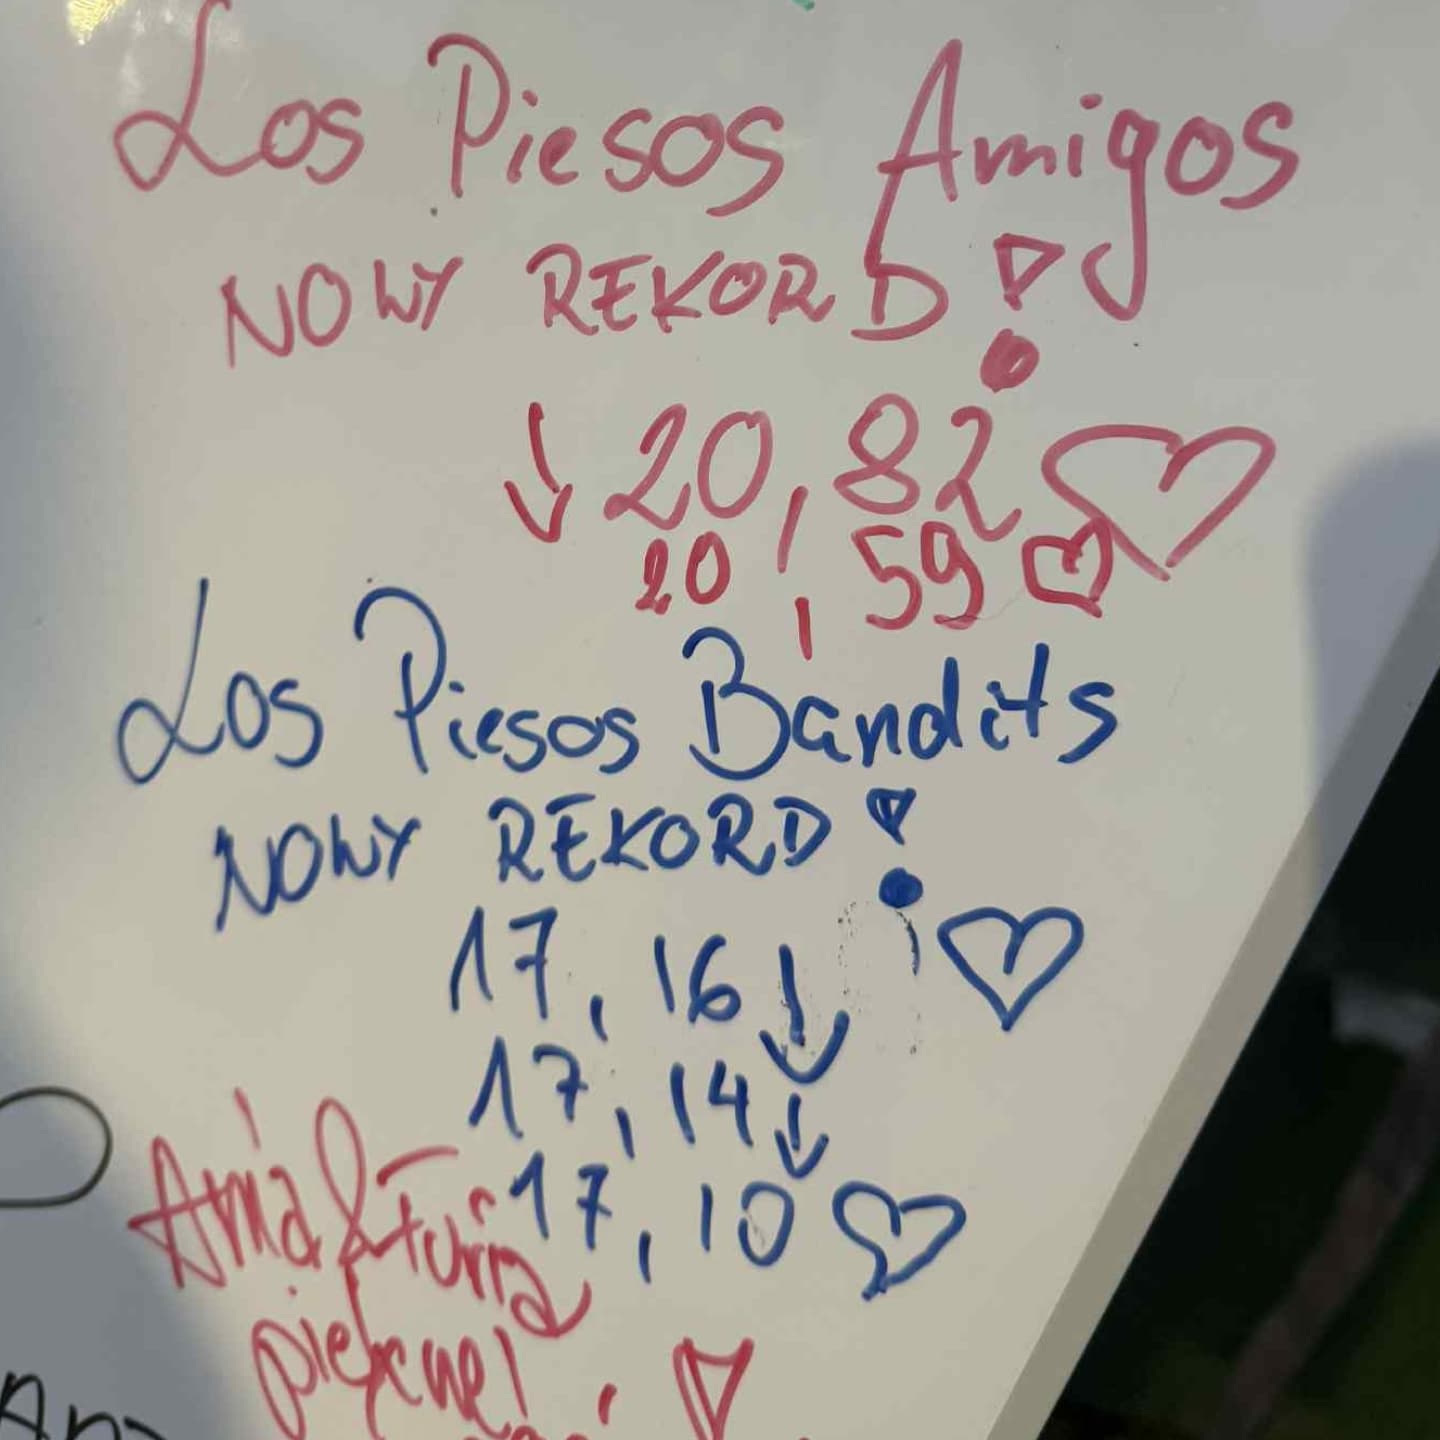 Los Piesos Amigos
NOWY REKORD!
↓ 20,82 ♡
20,59 ♡
Los Piesos Bandits
NOWY REKORD!
17,16 ↓ ♡
17,14 ↓
17,10 ♡